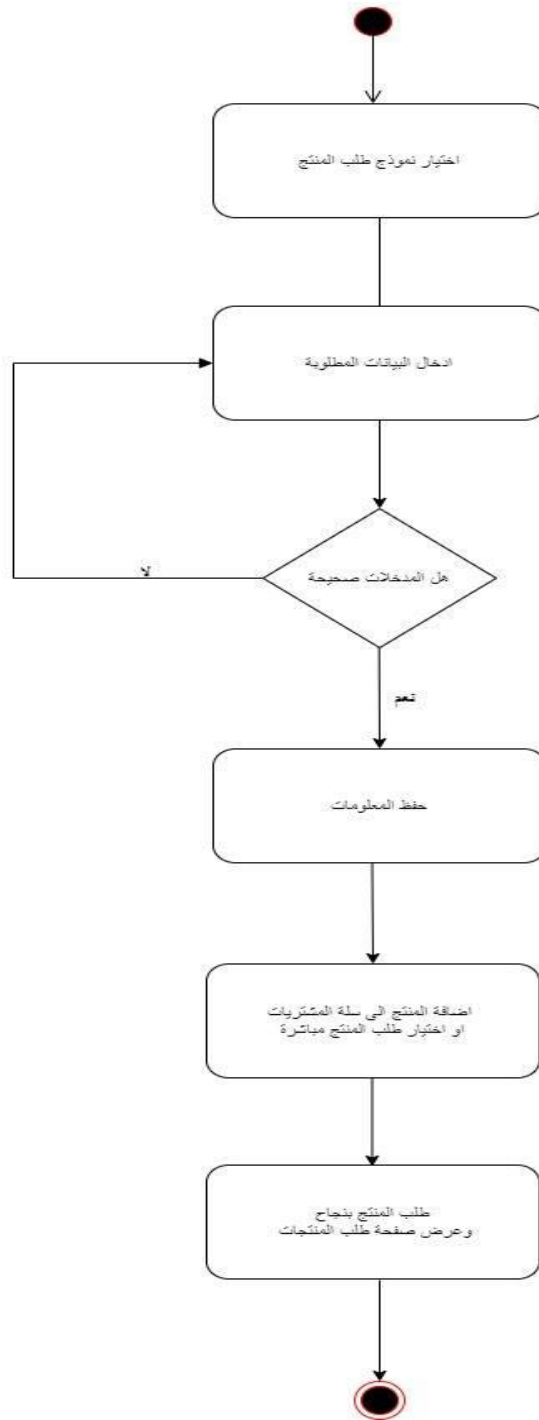 اختيار نموذج طلب المنتج
ادخال البيانات المطلوبة
هل المدخلات صحيحة
لا
نعم
حفظ المعلومات
اضافة المنتج الى سلة المشتريات
او اختيار طلب المنتج مباشرة
طلب المنتج بنجاح
وعرض صفحة طلب المنتجات